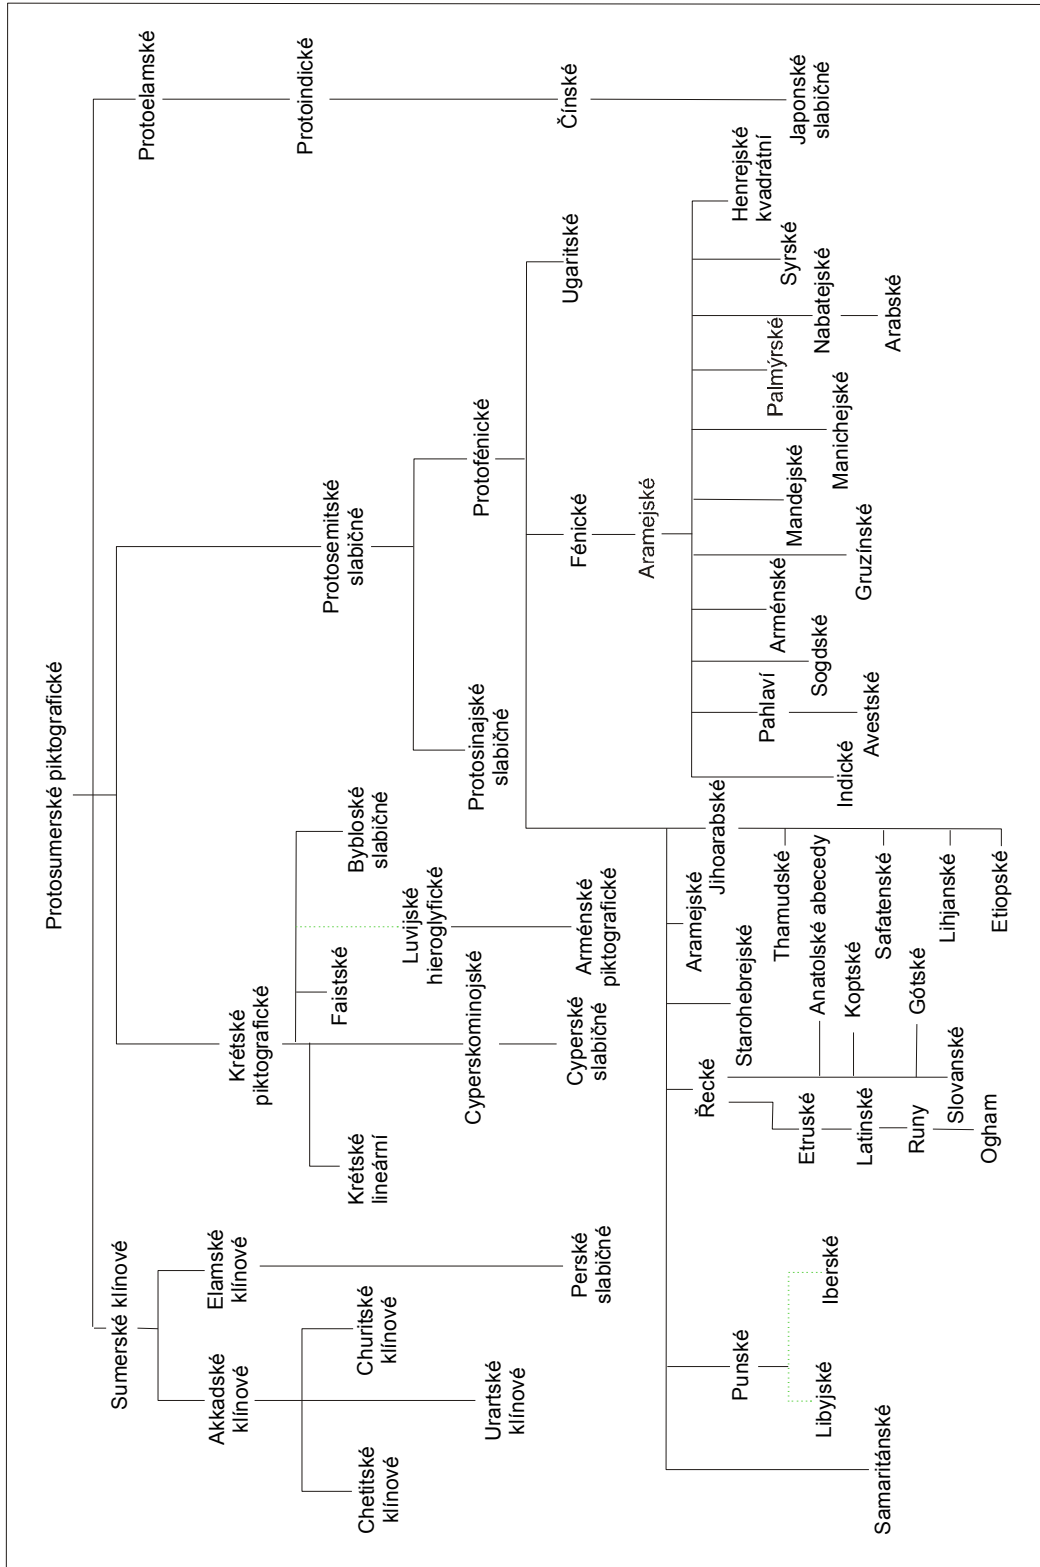 Protosumerské piktografické
Sumerské klínové
Protoelamské
Akkadské
klínové
Elamské
klínové
Krétské
piktografické
Protoindické
Chetitské
klínové
Churitské
klínové
Krétské
lineární
Faistské
Bybloské
slabičné
Protosemitské
slabičné
Luvijské
hieroglyfické
Urartské
klínové
Cyperskominojské
Protosinajské
slabičné
Protofénické
Perské
slabičné
Cyperské
slabičné
Arménské
piktografické
Fénické
Ugaritské
Čínské
Aramejské
Punské
Řecké
Starohebrejské
Aramejské
Jihoarabské
Henrejské
kvadrátní
Pahlaví
Arménské
Mandejské
Palmýrské
Syrské
Japonské
slabičné
Libyjské
Iberské
Etruské
Anatolské abecedy
Thamudské
Indické
Sogdské
Gruzínské
Manichejské
Nabatejské
Samaritánské
Latinské
Koptské
Safatenské
Avestské
Arabské
Runy
Gótské
Slovanské
Lihjanské
Ogham
Etiopské